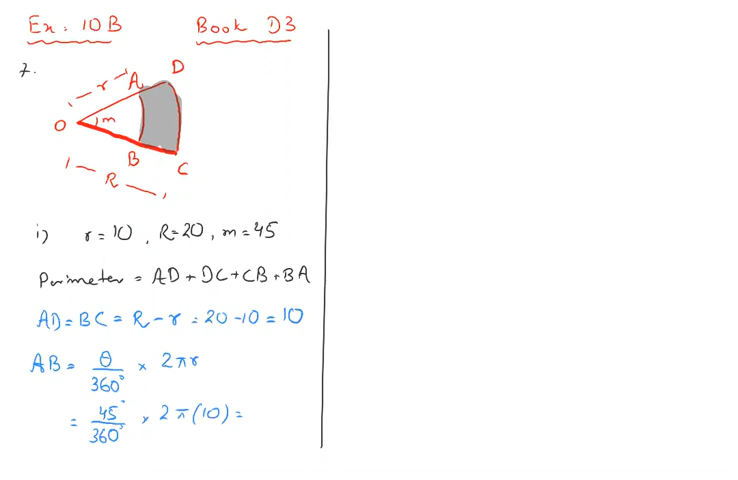 Ex: 10B
Book D3
7.
r
A
D
O
m
B
C
R
i) r = 10 , R = 20 , m = 45
Perimeter = AD + DC + CB + BA
AD = BC = R - r = 20 - 10 = 10
AB = θ/360° × 2πr
= 45°/360° × 2π(10) =